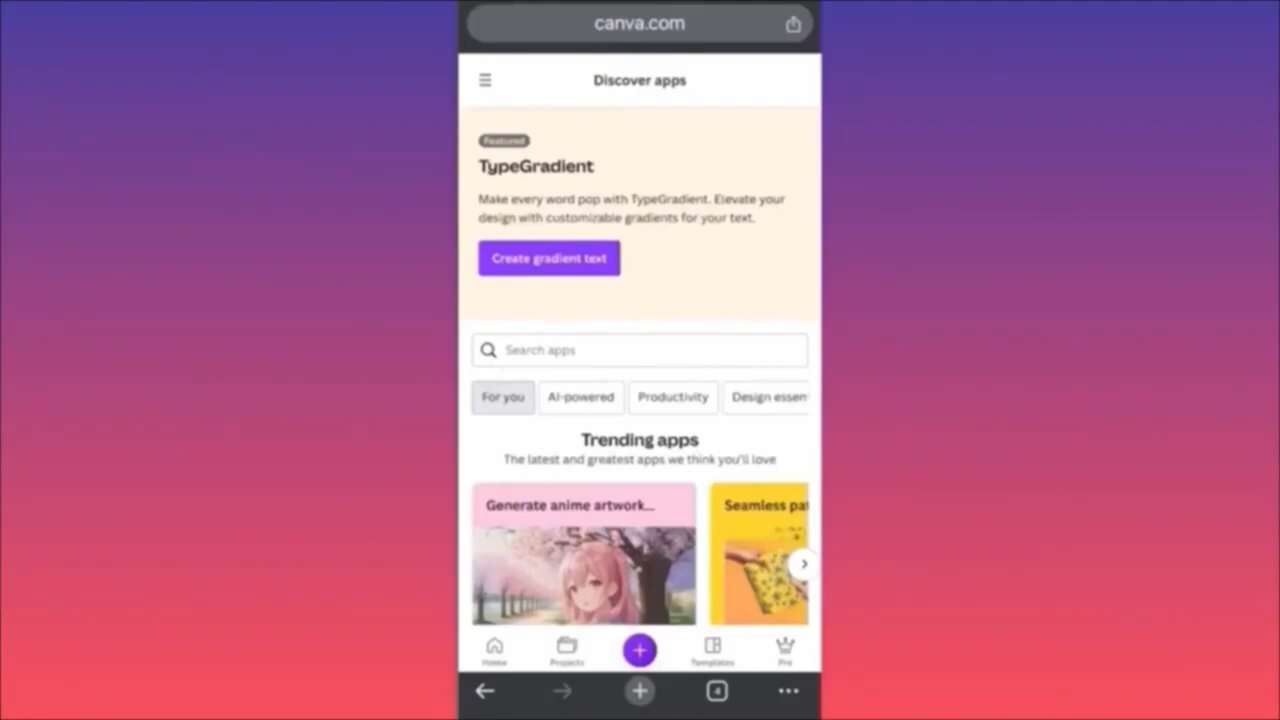 canva.com
Discover apps
Featured
TypeGradient
Make every word pop with TypeGradient. Elevate your
design with customizable gradients for your text.
Create gradient text
Search apps
For you
AI-powered
Productivity
Design essen
Trending apps
The latest and greatest apps we think you'll love
Generate anime artwork...
Seamless pat
Home
Projects
Templates
Pro
4